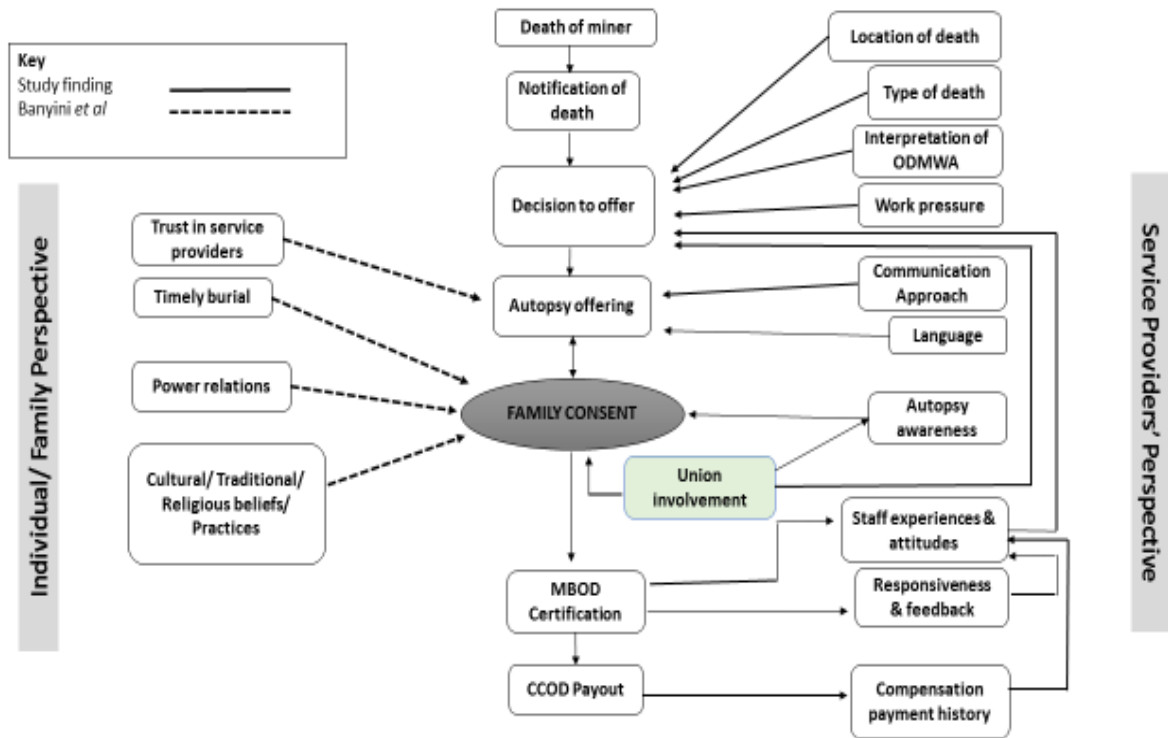 Key
Study finding
Banyini et al
Individual/ Family Perspective
Service Providers' Perspective
Death of miner
Notification of
death
Decision to offer
Autopsy offering
FAMILY CONSENT
Union
involvement
MBOD
Certification
CCOD Payout
Trust in service
providers
Timely burial
Power relations
Cultural/ Traditional/
Religious beliefs/
Practices
Location of death
Type of death
Interpretation of
ODMWA
Work pressure
Communication
Approach
Language
Autopsy
awareness
Staff experiences &
attitudes
Responsiveness
& feedback
Compensation
payment history